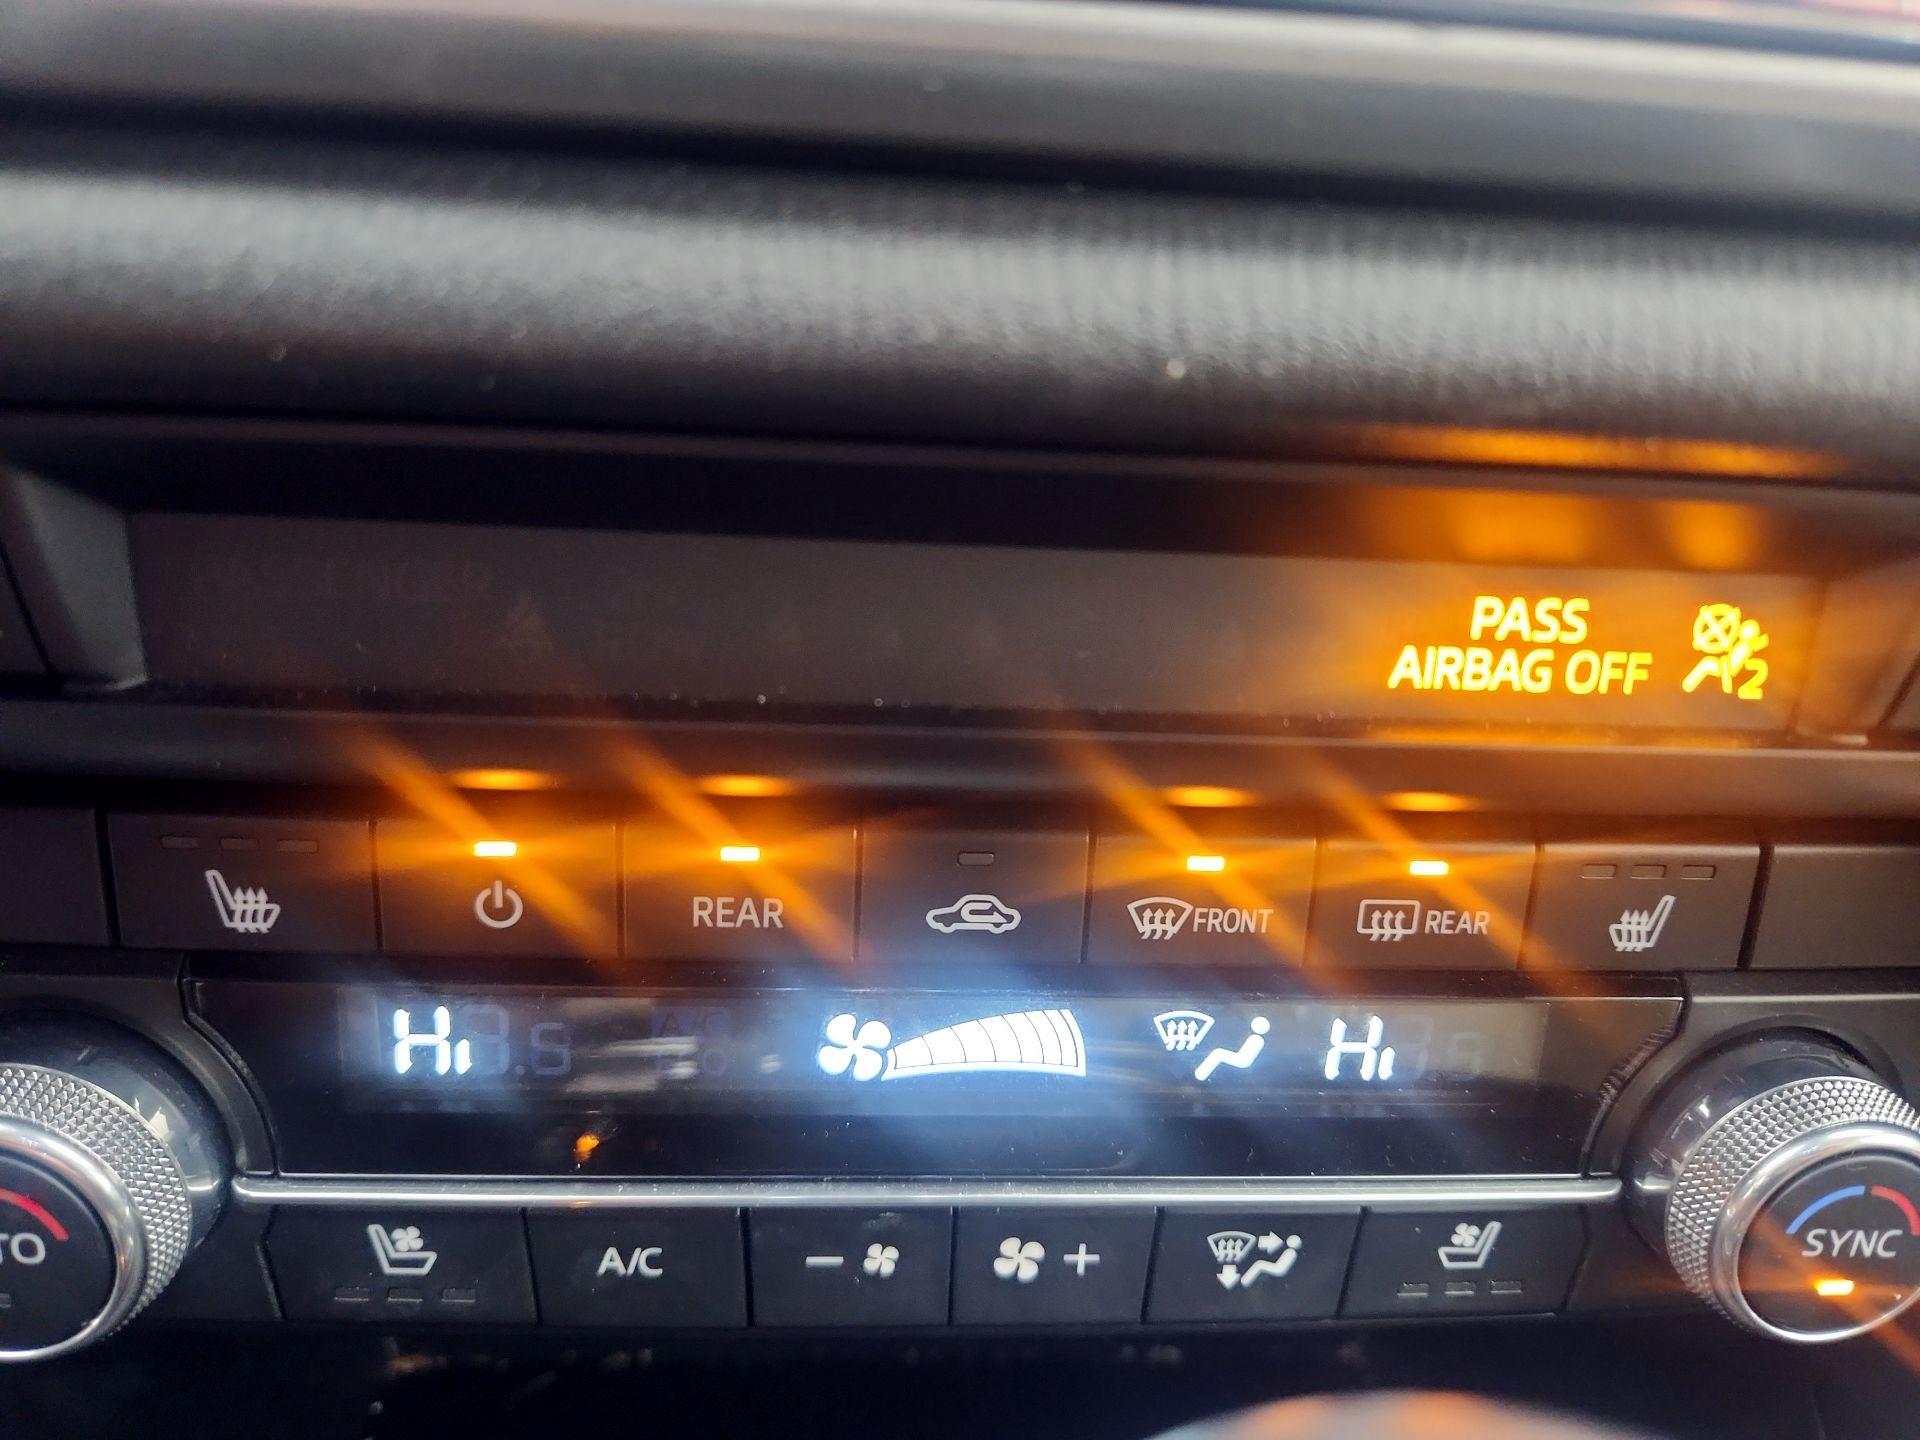 PASS
AIRBAG OFF 2
REAR FRONT REAR
Hi Hi
A/C - + SYNC